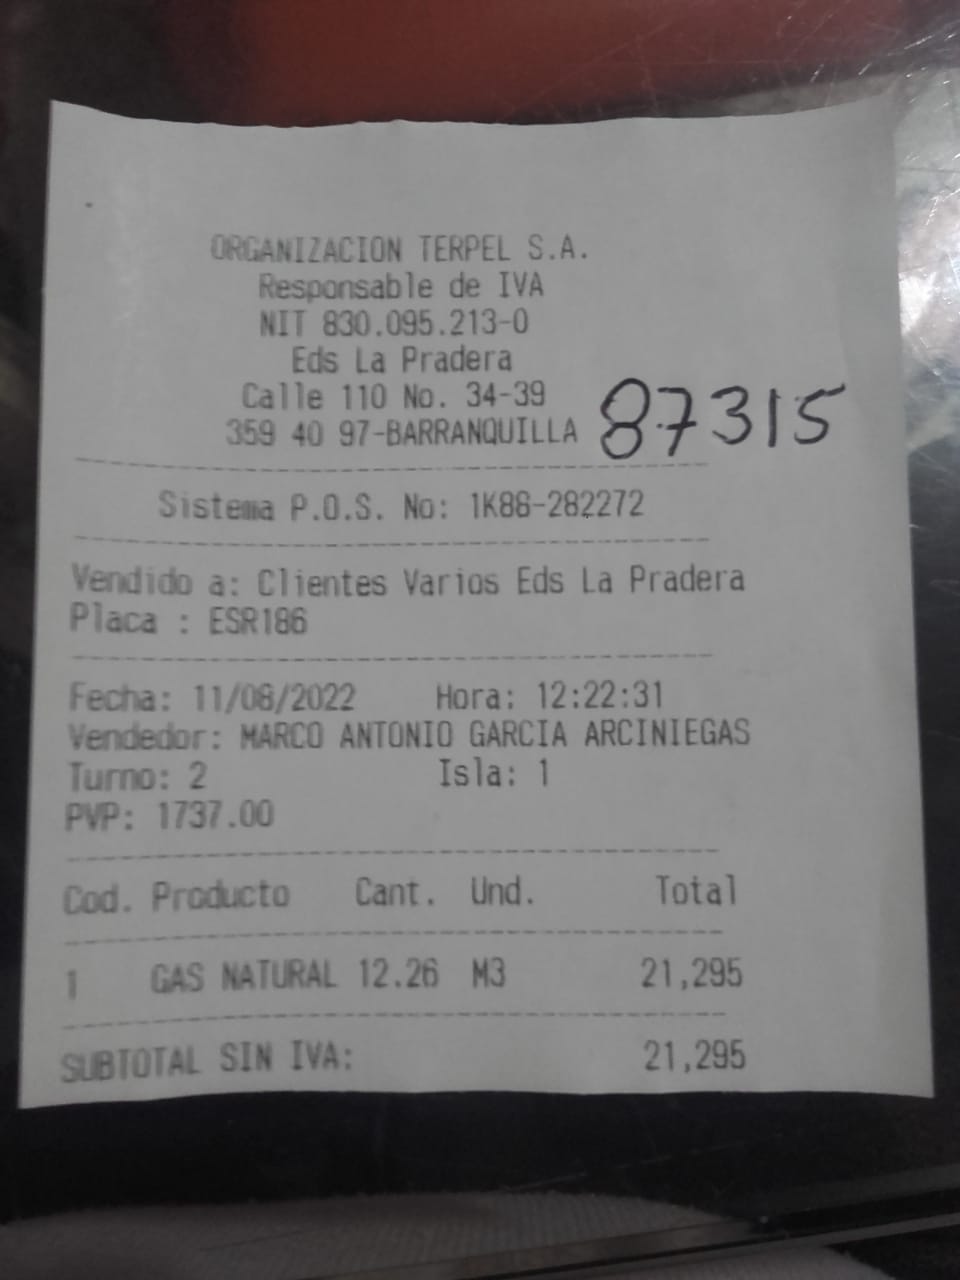 ORGANIZACION TERPEL S.A.
Responsable de IVA
NIT 830.095.213-0
Eds La Pradera
Calle 110 No. 34-39
359 40 97-BARRANQUILLA 87315
Sistema P.O.S. No: 1K88-282272
Vendido a: Clientes Varios Eds La Pradera
Placa : ESR186
Fecha: 11/08/2022 Hora: 12:22:31
Vendedor: MARCO ANTONIO GARCIA ARCINIEGAS
Turno: 2 Isla: 1
PVP: 1737.00
Cod. Producto Cant. Und. Total
1 GAS NATURAL 12.26 M3 21,295
SUBTOTAL SIN IVA: 21,295